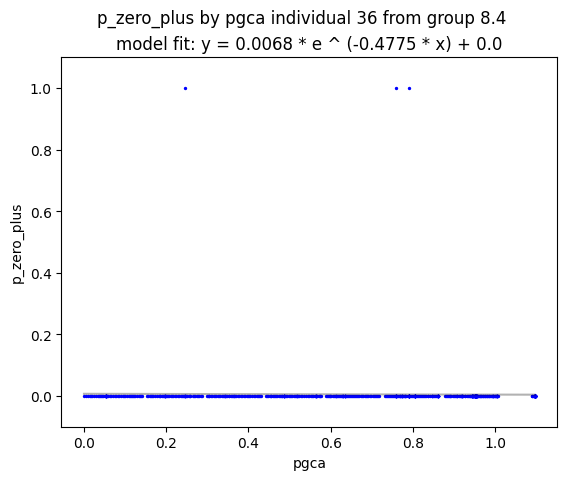 p_zero_plus by pgca individual 36 from group 8.4
model fit: y = 0.0068 * e ^ (-0.4775 * x) + 0.0
1.0
0.8
0.6
0.4
0.2
0.0
p_zero_plus
0.0 0.2 0.4 0.6 0.8 1.0
pgca